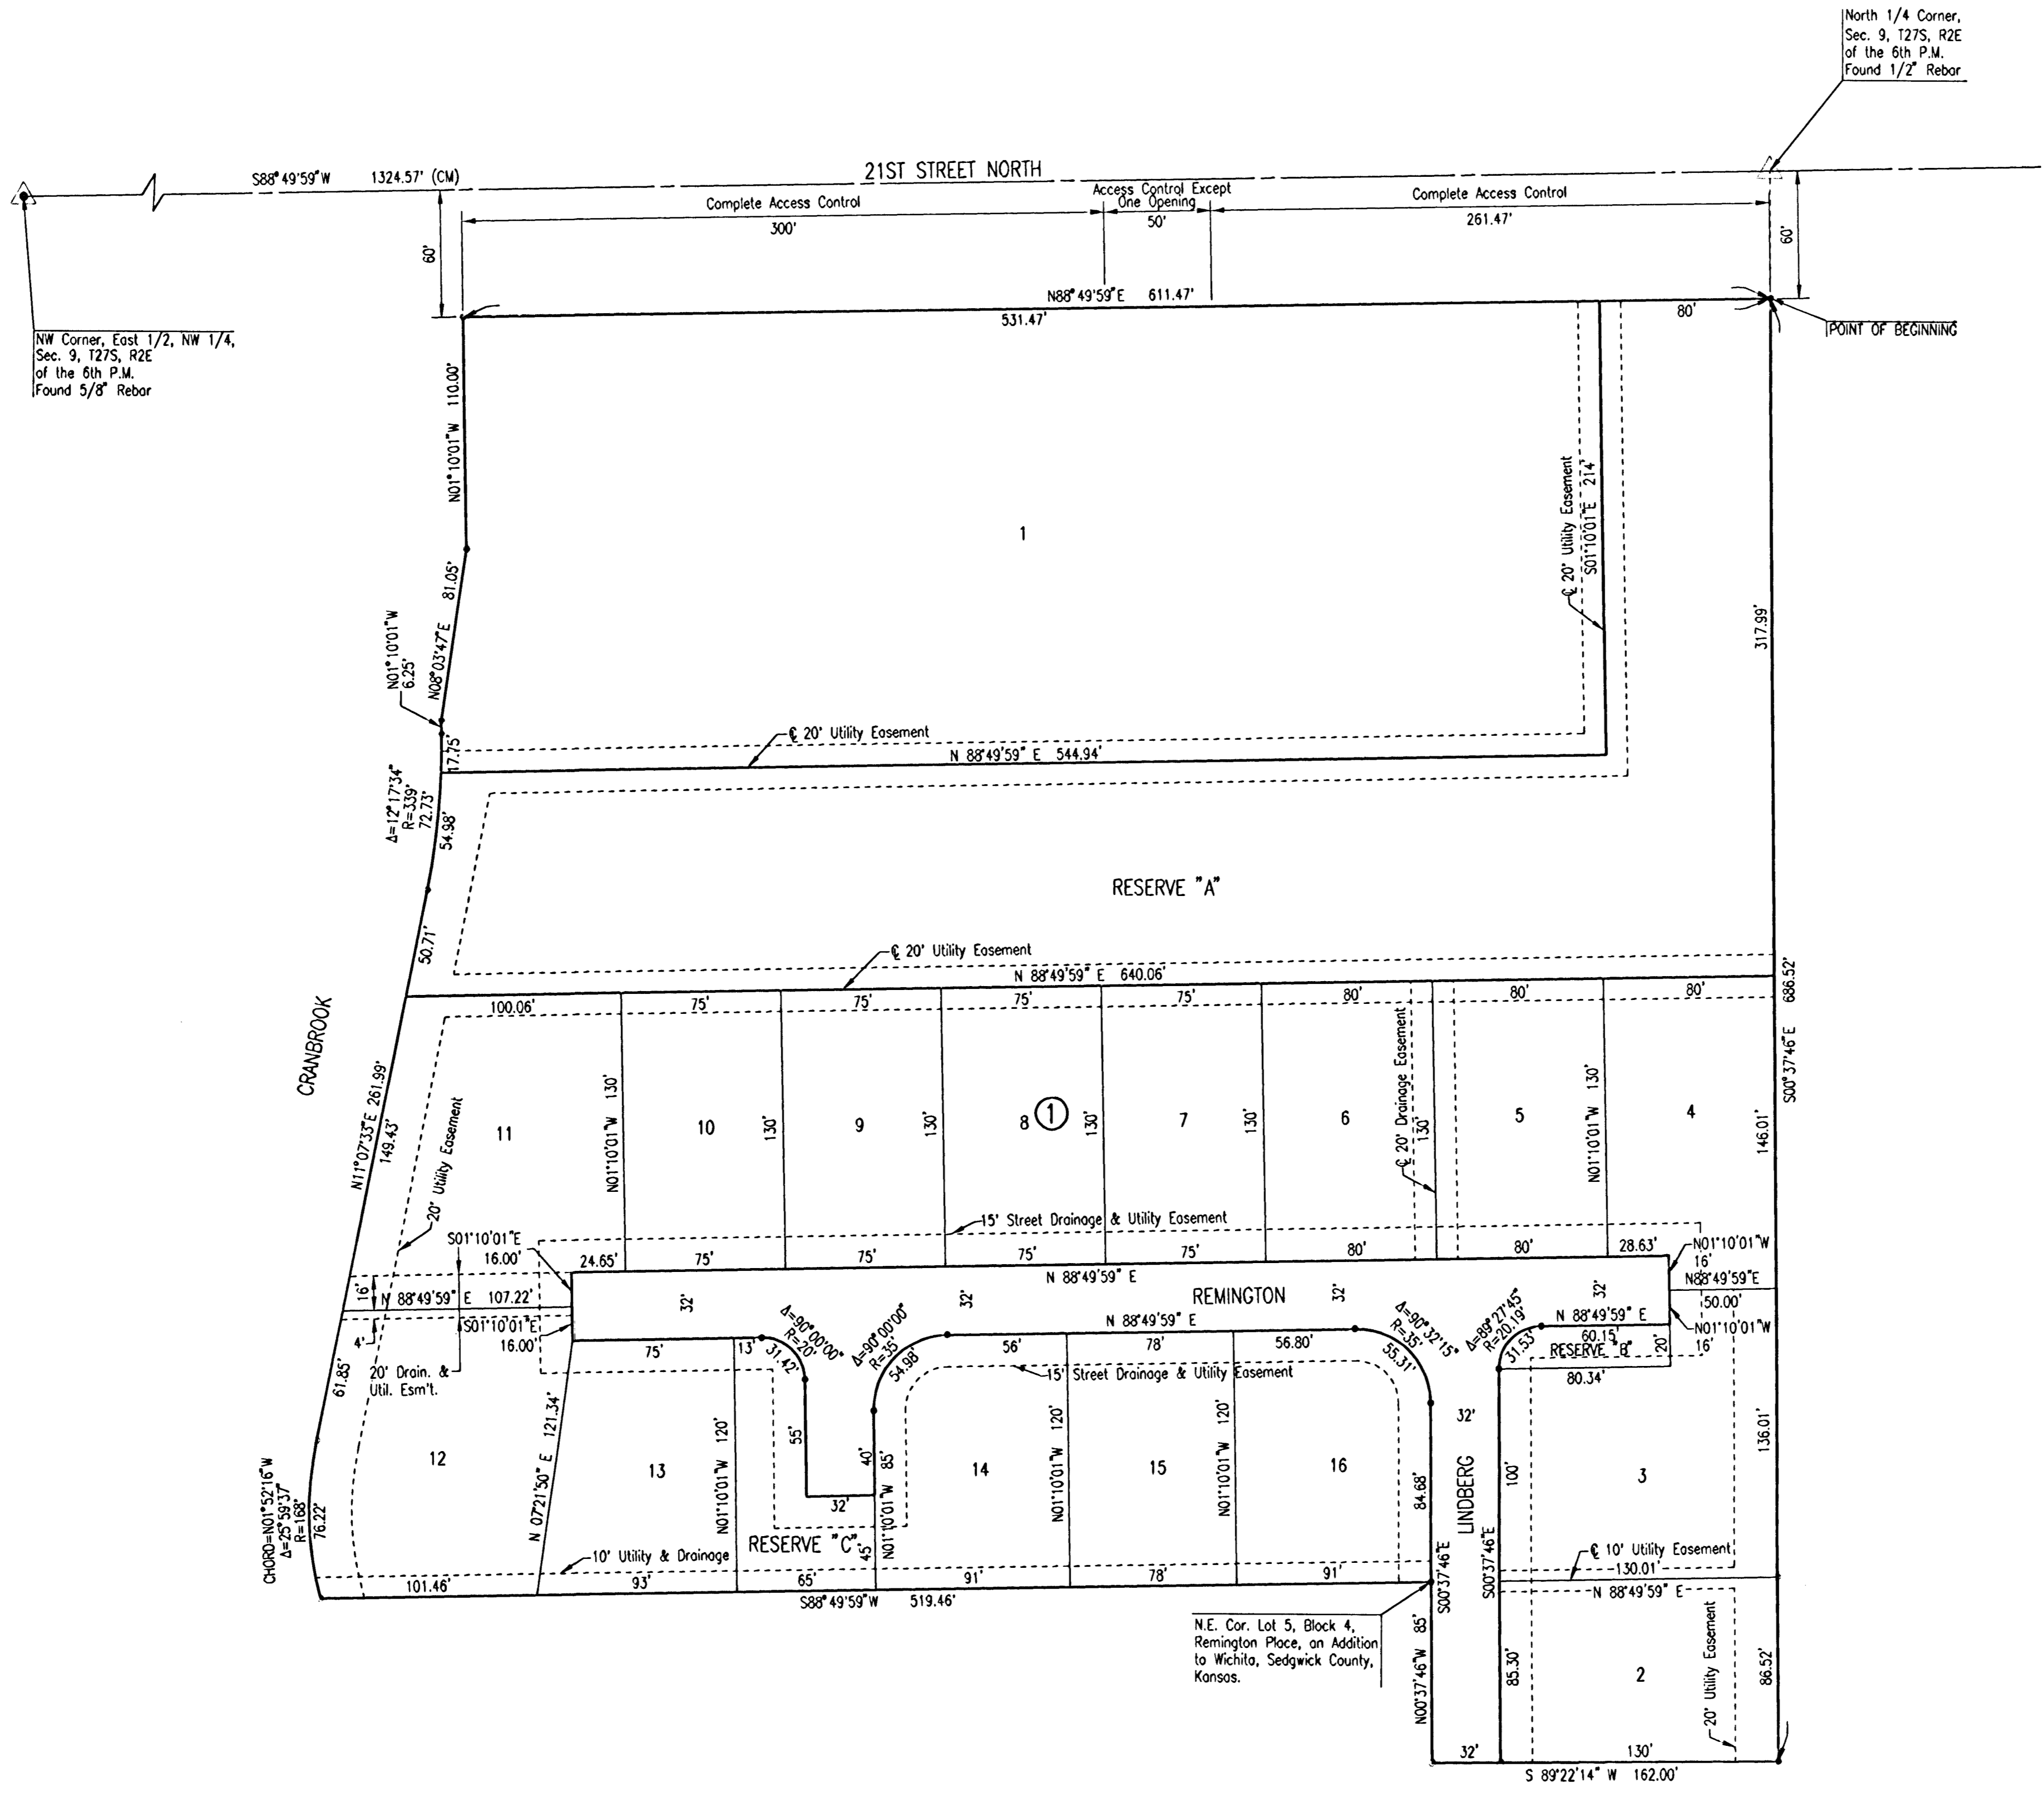 North 1/4 Corner,
Sec. 9, T27S, R2E
of the 6th P.M.
Found 1/2" Rebar
S88°49'59"W 1324.57' (CM)
21ST STREET NORTH
Complete Access Control
300'
Access Control Except
One Opening
50'
Complete Access Control
261.47'
60'
60'
N88°49'59"E 611.47'
531.47'
80'
POINT OF BEGINNING
NW Corner, East 1/2, NW 1/4,
Sec. 9, T27S, R2E
of the 6th P.M.
Found 5/8" Rebar
N01°10'01"W 110.00'
1
℄ 20' Utility Easement
S01°10'01"E 214'
317.99'
N08°03'47"E 81.05'
N01°10'01"W
6.25'
17.75'
℄ 20' Utility Easement
N 88°49'59" E 544.94'
Δ=12°17'34"
R=339'
72.73'
54.98'
RESERVE "A"
50.71'
℄ 20' Utility Easement
N 88°49'59" E 640.06'
S00°37'46"E 686.52'
100.06'
75'
75'
75'
75'
80'
80'
80'
CRANBROOK
N11°07'33"E 261.99'
149.43'
20' Utility Easement
11
N01°10'01"W 130'
10
130'
9
130'
8
1
130'
7
130'
6
℄ 20' Drainage Easement
130'
5
N01°10'01"W 130'
4
146.01'
15' Street Drainage & Utility Easement
S01°10'01"E
16.00'
24.65'
75'
75'
75'
75'
80'
80'
28.63'
N01°10'01"W
16'
N 88°49'59" E
REMINGTON
N88°49'59"E
50.00'
16'
N 88°49'59" E 107.22'
S01°10'01"E
16.00'
4'
32'
32'
32'
32'
N01°10'01"W
16'
20' Drain. &
Util. Esm't.
61.85'
75'
13'
31.42'
Δ=90°00'00"
R=20'
Δ=90°00'00"
R=35'
54.98'
56'
N 88°49'59" E
78'
56.80'
Δ=90°32'15"
R=35'
55.31'
Δ=89°27'45"
R=20.19'
31.53'
N 88°49'59" E
60.15'
RESERVE "B"
20'
80.34'
15' Street Drainage & Utility Easement
32'
12
N 07°21'50" E 121.34'
13
N01°10'01"W 120'
55'
32'
40'
N01°10'01"W 85'
14
N01°10'01"W 120'
15
N01°10'01"W 120'
16
84.68'
LINDBERG
100'
3
136.01'
CHORD=N01°52'16"W
Δ=25°59'37"
R=168'
76.22'
RESERVE "C"
45'
10' Utility & Drainage
S00°37'46"E
S00°37'46"E
℄ 10' Utility Easement
130.01'
N 88°49'59" E
101.46'
93'
65'
91'
78'
91'
S88°49'59"W 519.46'
N.E. Cor. Lot 5, Block 4,
Remington Place, an Addition
to Wichita, Sedgwick County,
Kansas.
N00°37'46"W 85'
85.30'
2
20' Utility Easement
86.52'
32'
130'
S 89°22'14" W 162.00'